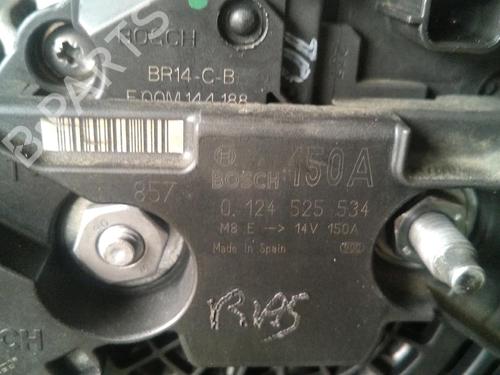 BOSCH
BR14-C-B
F 00M 144 188
B-PARTS
BOSCH 150A
857
0 124 525 534
M8 E -> 14V 150A
Made in Spain